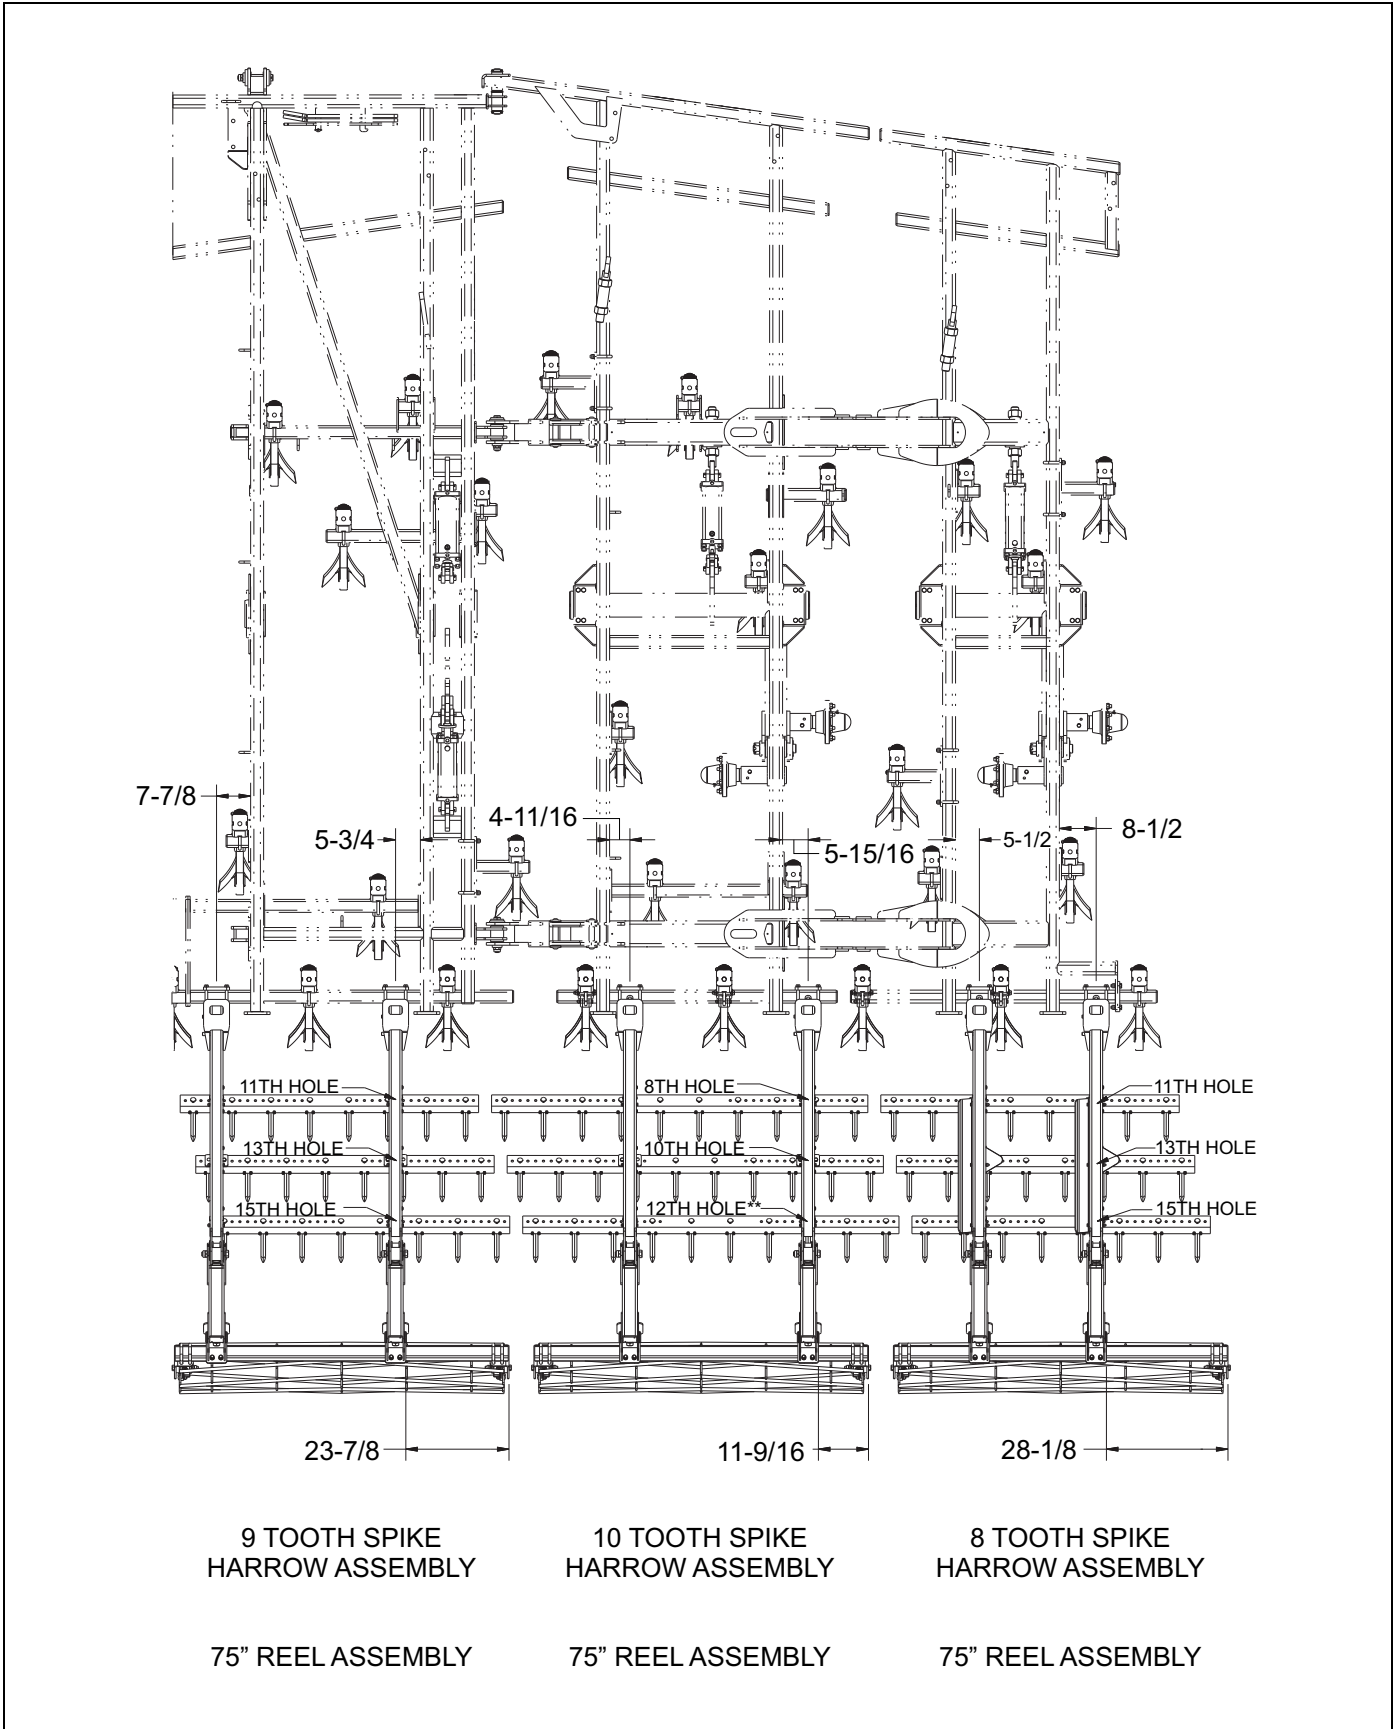 7-7/8
5-3/4
4-11/16
5-15/16
5-1/2
8-1/2
11TH HOLE
8TH HOLE
11TH HOLE
13TH HOLE
10TH HOLE
13TH HOLE
15TH HOLE
12TH HOLE**
15TH HOLE
23-7/8
11-9/16
28-1/8
9 TOOTH SPIKE
HARROW ASSEMBLY
10 TOOTH SPIKE
HARROW ASSEMBLY
8 TOOTH SPIKE
HARROW ASSEMBLY
75” REEL ASSEMBLY
75” REEL ASSEMBLY
75” REEL ASSEMBLY